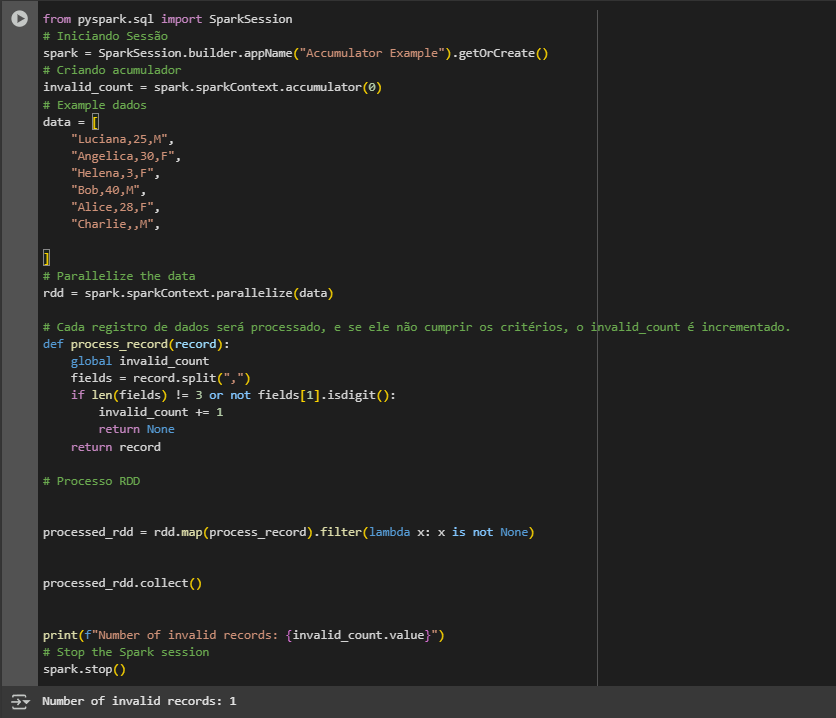 from pyspark.sql import SparkSession
# Iniciando Sessão
spark = SparkSession.builder.appName("Accumulator Example").getOrCreate()
# Criando acumulador
invalid_count = spark.sparkContext.accumulator(0)
# Example dados
data = [
    "Luciana,25,M",
    "Angelica,30,F",
    "Helena,3,F",
    "Bob,40,M",
    "Alice,28,F",
    "Charlie,,M",
]
# Parallelize the data
rdd = spark.sparkContext.parallelize(data)
# Cada registro de dados será processado, e se ele não cumprir os critérios, o invalid_count é incrementado.
def process_record(record):
    global invalid_count
    fields = record.split(",")
    if len(fields) != 3 or not fields[1].isdigit():
        invalid_count += 1
        return None
    return record
# Processo RDD
processed_rdd = rdd.map(process_record).filter(lambda x: x is not None)
processed_rdd.collect()
print(f"Number of invalid records: {invalid_count.value}")
# Stop the Spark session
spark.stop()
Number of invalid records: 1